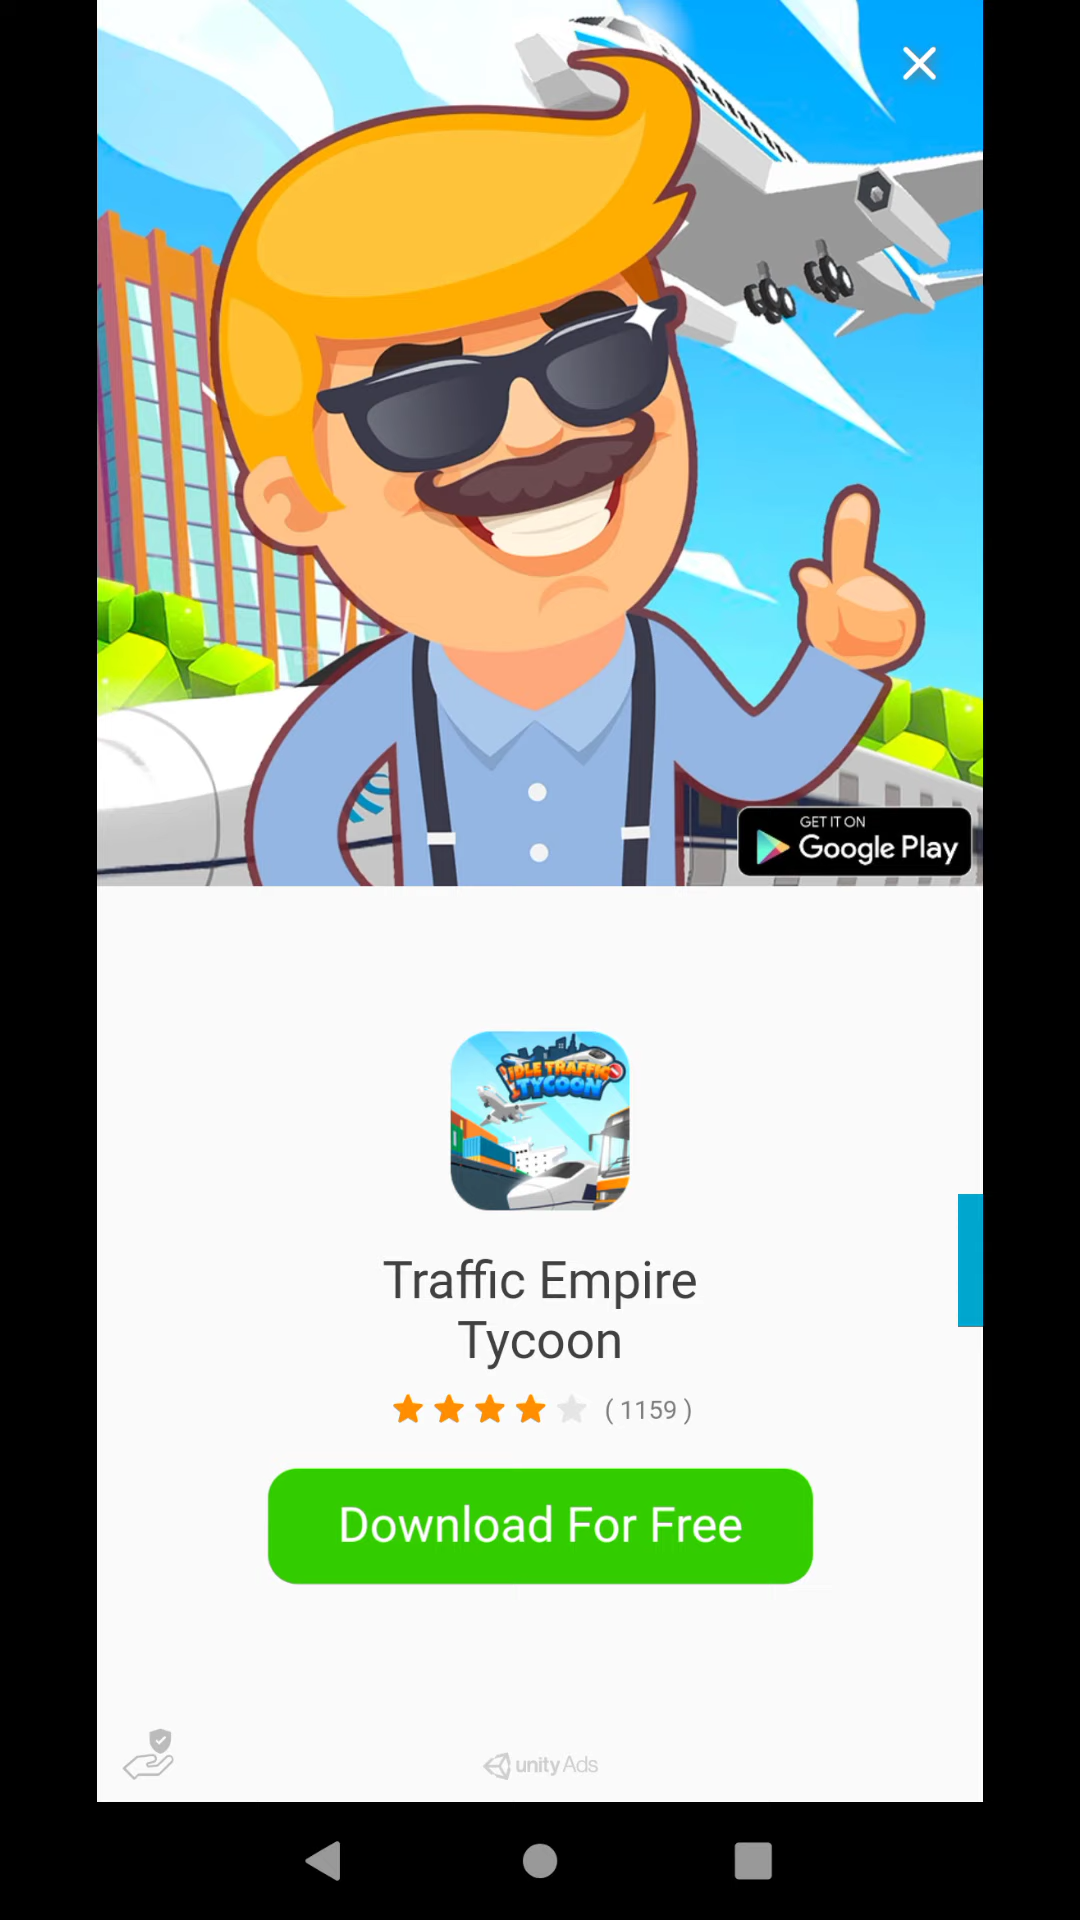 GET IT ON
Google Play
IDLE TRAFFIC
TYCOON
Traffic Empire
Tycoon
( 1159 )
Download For Free
unity Ads